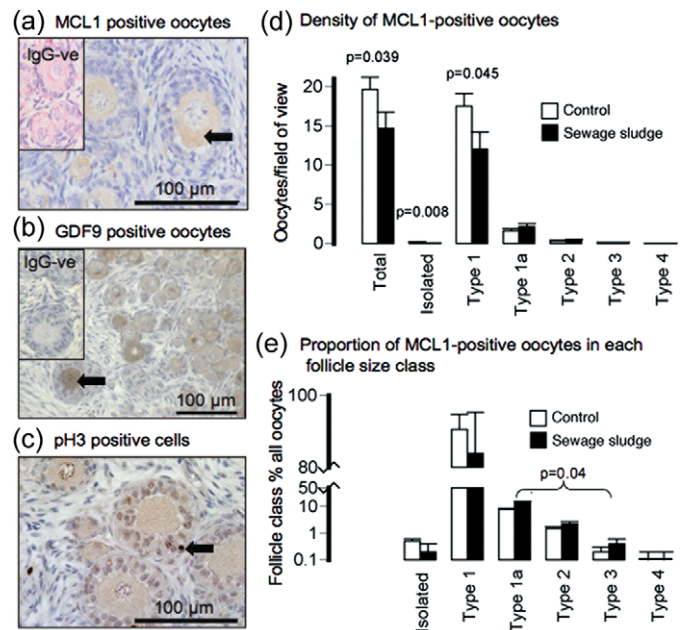 (a) MCL1 positive oocytes
IgG-ve
100 µm
(b) GDF9 positive oocytes
IgG-ve
100 µm
(c) pH3 positive cells
100 µm
(d) Density of MCL1-positive oocytes
Oocytes/field of view
20
15
10
5
0
p=0.039
p=0.008
p=0.045
Control
Sewage sludge
Total
Isolated
Type 1
Type 1a
Type 2
Type 3
Type 4
(e) Proportion of MCL1-positive oocytes in each
follicle size class
Follicle class % all oocytes
100
80
50
10
1
0.1
Control
Sewage sludge
p=0.04
Isolated
Type 1
Type 1a
Type 2
Type 3
Type 4